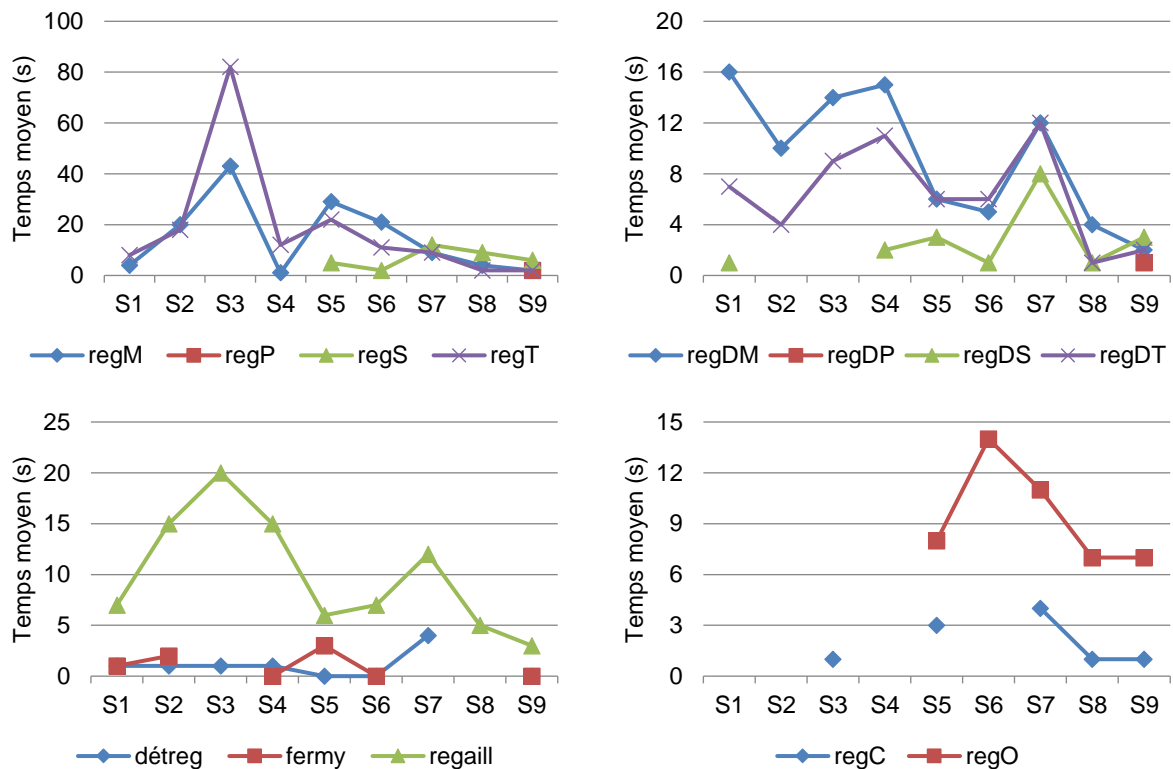 Temps moyen (s)
100
80
60
40
20
0
S1 S2 S3 S4 S5 S6 S7 S8 S9
regM regP regS regT
Temps moyen (s)
20
16
12
8
4
0
S1 S2 S3 S4 S5 S6 S7 S8 S9
regDM regDP regDS regDT
Temps moyen (s)
25
20
15
10
5
0
S1 S2 S3 S4 S5 S6 S7 S8 S9
détreg fermy regaill
Temps moyen (s)
15
12
9
6
3
0
S1 S2 S3 S4 S5 S6 S7 S8 S9
regC regO